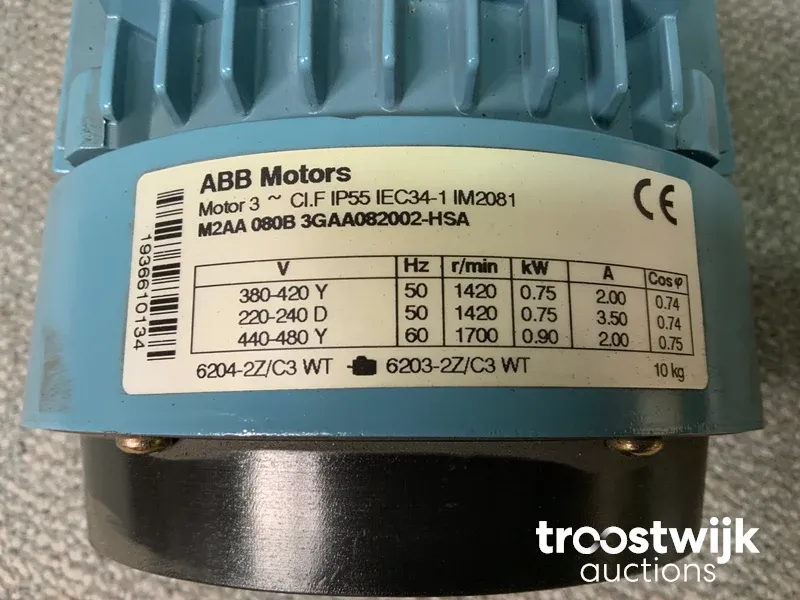 ABB Motors
Motor 3 ~ Cl.F IP55 IEC34-1 IM2081
M2AA 080B 3GAA082002-HSA
CE
1936610134
V Hz r/min kW A Cos φ
380-420 Y 50 1420 0.75 2.00 0.74
220-240 D 50 1420 0.75 3.50 0.74
440-480 Y 60 1700 0.90 2.00 0.75
6204-2Z/C3 WT 6203-2Z/C3 WT 10 kg
troostwijk
auctions